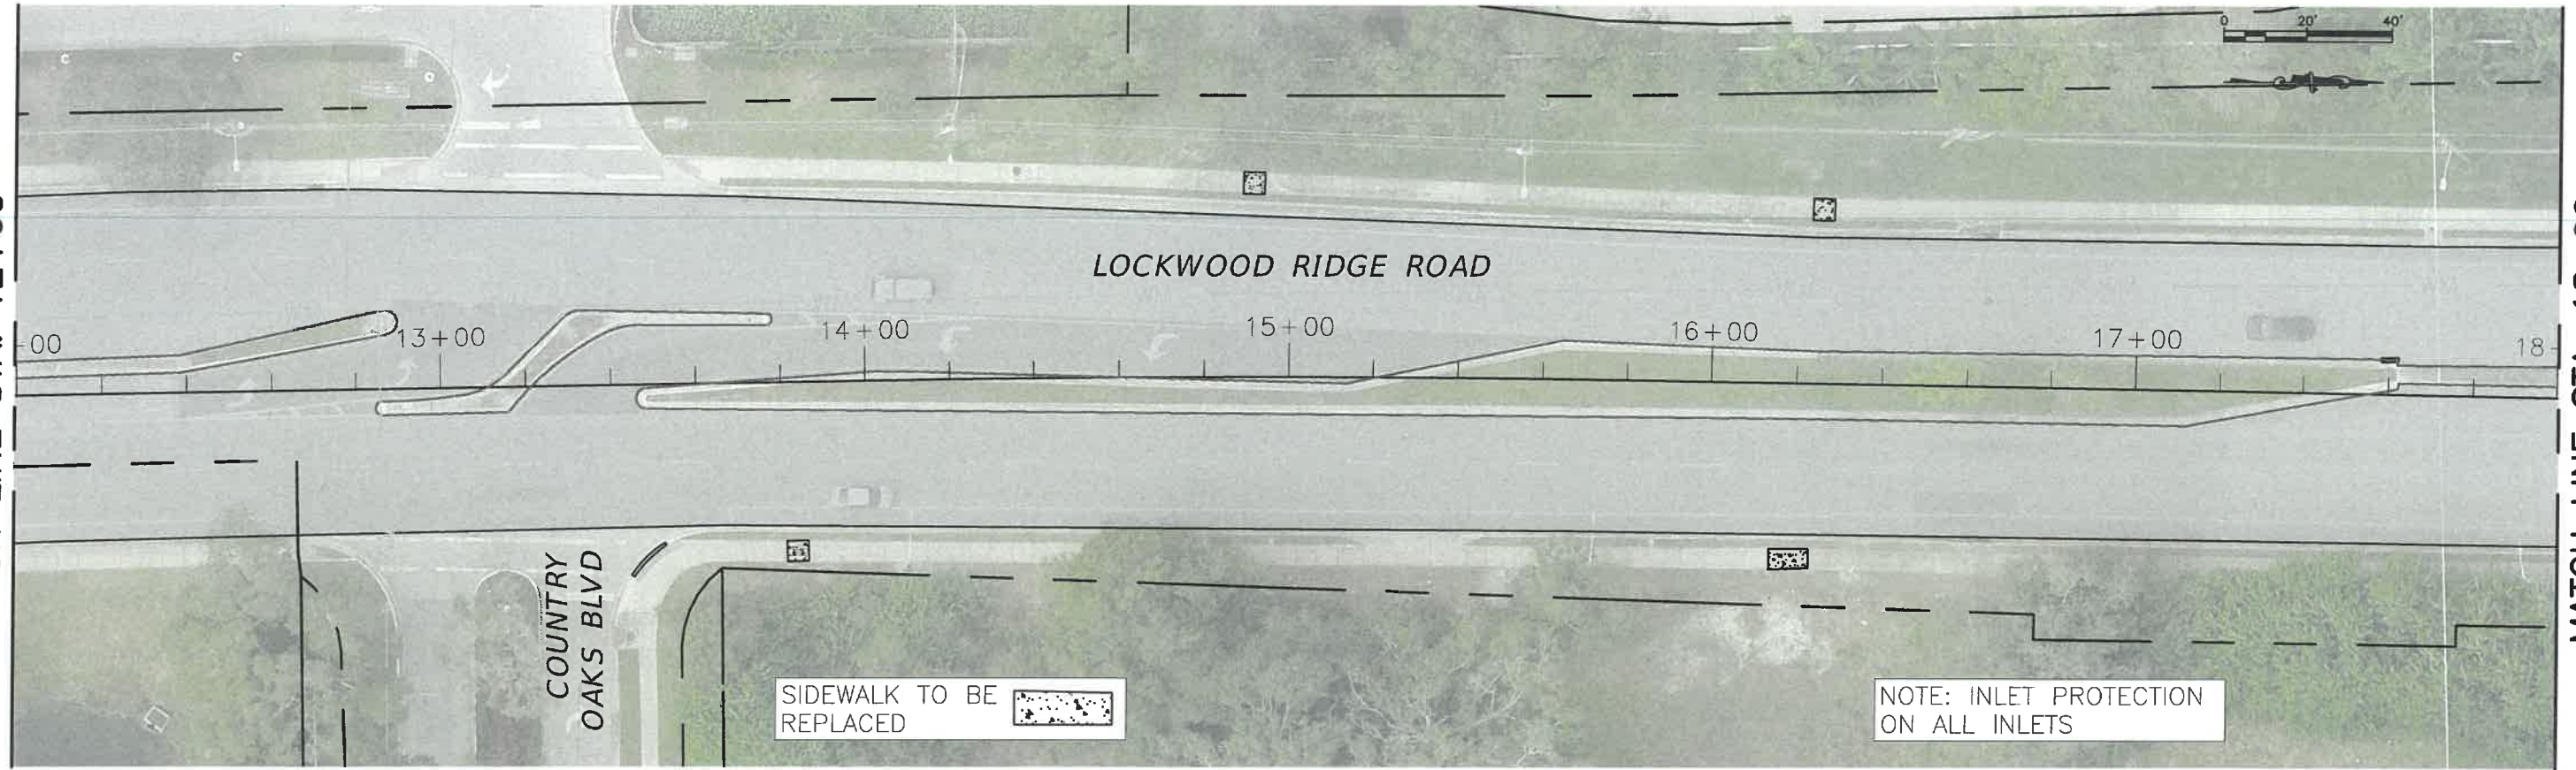 0 20' 40'
LOCKWOOD RIDGE ROAD
+00 13+00 14+00 15+00 16+00 17+00 18
COUNTRY
OAKS BLVD
SIDEWALK TO BE
REPLACED
NOTE: INLET PROTECTION
ON ALL INLETS